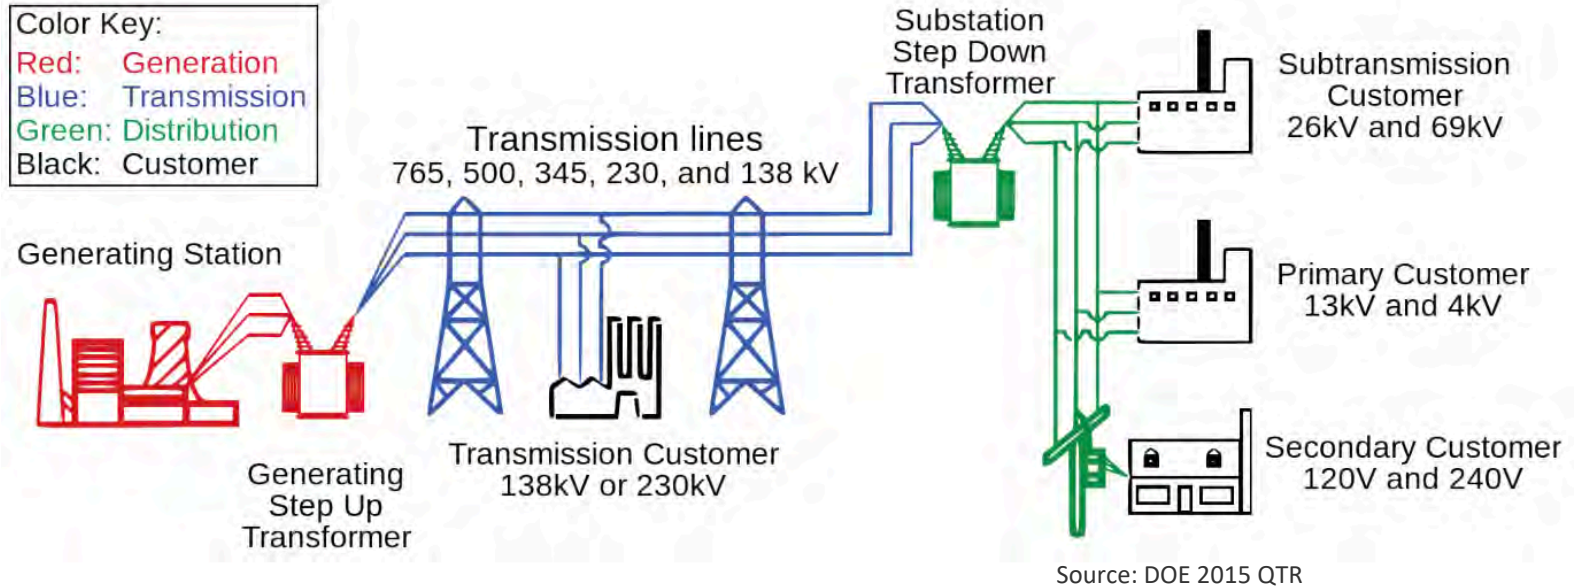 Color Key:
Red: Generation
Blue: Transmission
Green: Distribution
Black: Customer
Substation
Step Down
Transformer
Subtransmission
Customer
26kV and 69kV
Transmission lines
765, 500, 345, 230, and 138 kV
Generating Station
Primary Customer
13kV and 4kV
Transmission Customer
138kV or 230kV
Secondary Customer
120V and 240V
Generating
Step Up
Transformer
Source: DOE 2015 QTR